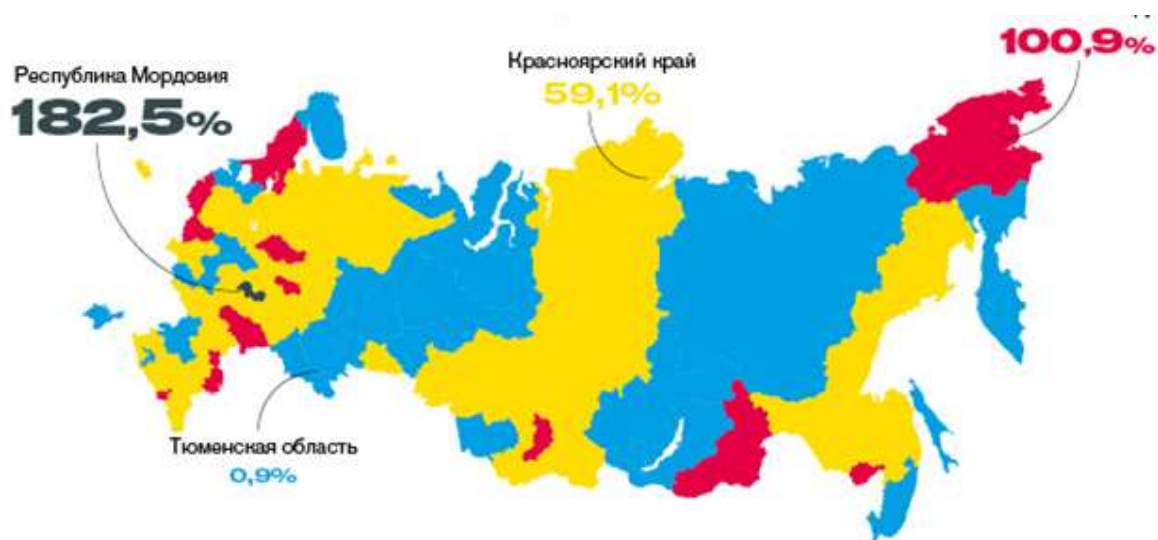 100,9%
Красноярский край
59,1%
Республика Мордовия
182,5%
Тюменская область
0,9%